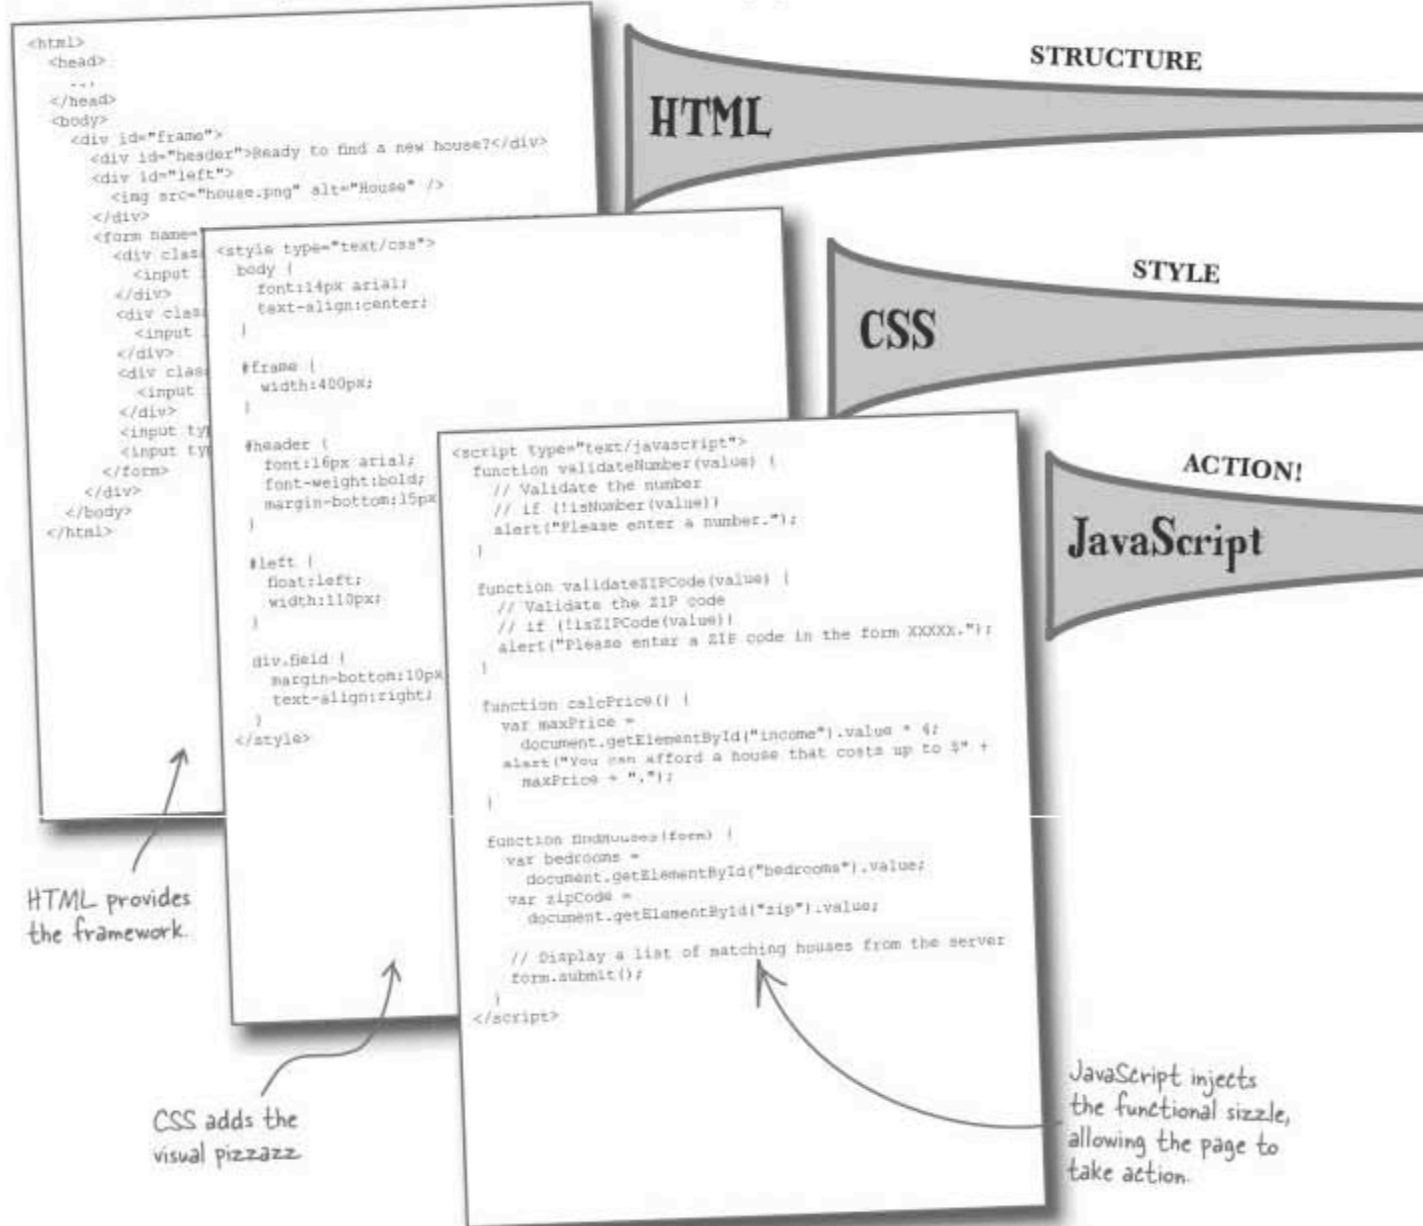 <html>
<head>
...
</head>
<body>
<div id="frame">
<div id="header">Ready to find a new house?</div>
<div id="left">
<img src="house.png" alt="House" />
</div>
<form name="
<div clas
<input
</div>
<div clas
<input
</div>
<div clas
<input
</div>
<input typ
<input typ
</form>
</div>
</body>
</html>
HTML provides
the framework.
<style type="text/css">
body {
font:14px arial;
text-align:center;
}
#frame {
width:400px;
}
#header {
font:16px arial;
font-weight:bold;
margin-bottom:15px
}
#left {
float:left;
width:110px;
}
div.field {
margin-bottom:10px
text-align:right;
}
</style>
CSS adds the
visual pizzazz
<script type="text/javascript">
function validateNumber(value) {
// Validate the number
// if (!isNumber(value))
alert("Please enter a number.");
}
function validateZIPCode(value) {
// Validate the ZIP code
// if (!isZIPCode(value))
alert("Please enter a ZIP code in the form XXXXX.");
}
function calcPrice() {
var maxPrice =
document.getElementById("income").value * 4;
alert("You can afford a house that costs up to $" +
maxPrice + ".");
}
function findHouses(form) {
var bedrooms =
document.getElementById("bedrooms").value;
var zipCode =
document.getElementById("zip").value;
// Display a list of matching houses from the server
form.submit();
}
</script>
JavaScript injects
the functional sizzle,
allowing the page to
take action.
STRUCTURE
HTML
STYLE
CSS
ACTION!
JavaScript